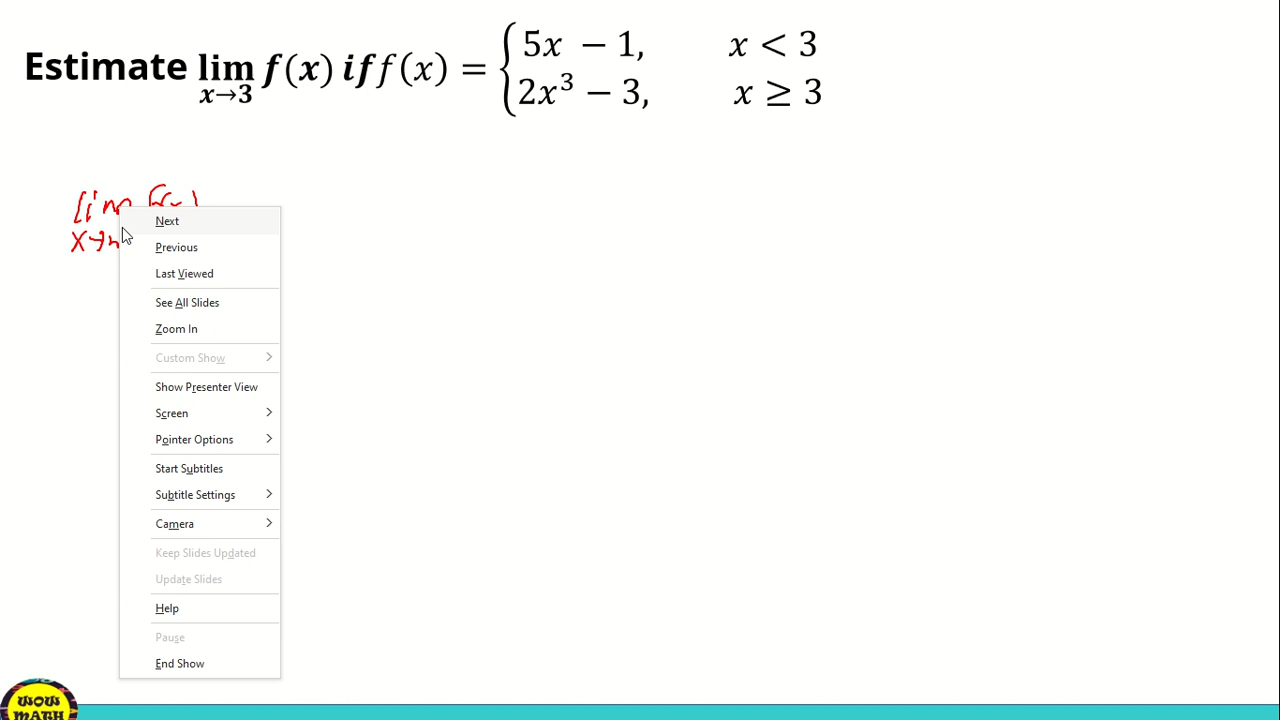 Estimate lim x→3 f(x) if f(x) = { 5x − 1, x < 3
2x³ − 3, x ≥ 3
lim f(x)
x→
Next
Previous
Last Viewed
See All Slides
Zoom In
Custom Show
Show Presenter View
Screen
Pointer Options
Start Subtitles
Subtitle Settings
Camera
Keep Slides Updated
Update Slides
Help
Pause
End Show
WOW
MATH